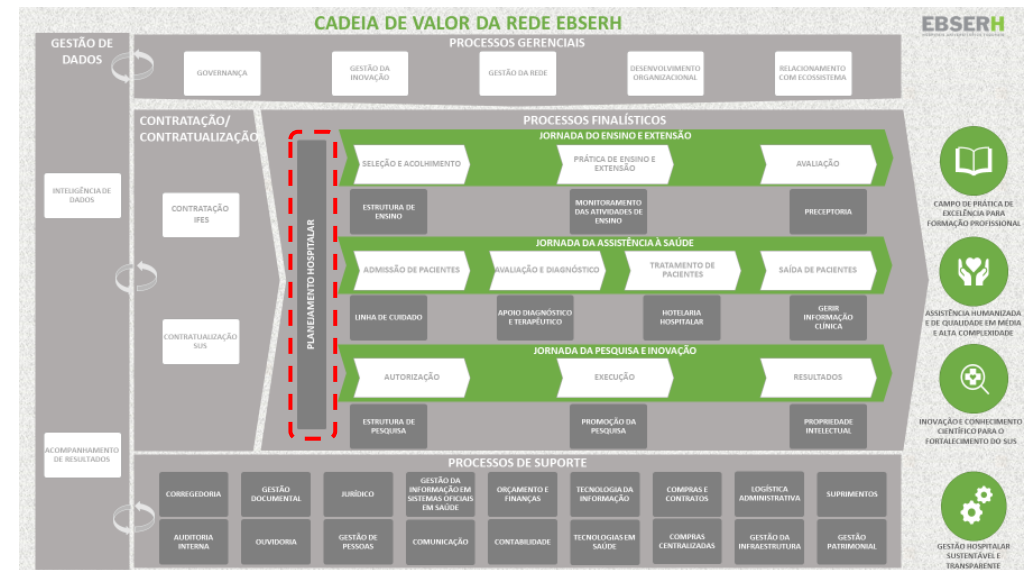 CADEIA DE VALOR DA REDE EBSERH
EBSERH
GESTÃO DE
DADOS
INTELIGÊNCIA DE
DADOS
ACOMPANHAMENTO
DE RESULTADOS
PROCESSOS GERENCIAIS
GOVERNANÇA
GESTÃO DA
INOVAÇÃO
GESTÃO DA REDE
DESENVOLVIMENTO
ORGANIZACIONAL
RELACIONAMENTO
COM ECOSSISTEMA
CONTRATAÇÃO/
CONTRATUALIZAÇÃO
CONTRATAÇÃO
IFES
CONTRATUALIZAÇÃO
SUS
PROCESSOS FINALÍSTICOS
PLANEJAMENTO HOSPITALAR
JORNADA DO ENSINO E EXTENSÃO
SELEÇÃO E ACOLHIMENTO
PRÁTICA DE ENSINO E
EXTENSÃO
AVALIAÇÃO
ESTRUTURA DE
ENSINO
MONITORAMENTO
DAS ATIVIDADES DE
ENSINO
PRECEPTORIA
JORNADA DA ASSISTÊNCIA À SAÚDE
ADMISSÃO DE PACIENTES
AVALIAÇÃO E DIAGNÓSTICO
TRATAMENTO DE
PACIENTES
SAÍDA DE PACIENTES
LINHA DE CUIDADO
APOIO DIAGNÓSTICO
E TERAPÊUTICO
HOTELARIA
HOSPITALAR
GERIR
INFORMAÇÃO
CLÍNICA
JORNADA DA PESQUISA E INOVAÇÃO
AUTORIZAÇÃO
EXECUÇÃO
RESULTADOS
ESTRUTURA DE
PESQUISA
PROMOÇÃO DA
PESQUISA
PROPRIEDADE
INTELECTUAL
PROCESSOS DE SUPORTE
CORREGEDORIA
GESTÃO
DOCUMENTAL
JURÍDICO
GESTÃO DA
INFORMAÇÃO EM
SISTEMAS OFICIAIS
EM SAÚDE
ORÇAMENTO E
FINANÇAS
TECNOLOGIA DA
INFORMAÇÃO
COMPRAS E
CONTRATOS
LOGÍSTICA
ADMINISTRATIVA
SUPRIMENTOS
AUDITORIA
INTERNA
OUVIDORIA
GESTÃO DE
PESSOAS
COMUNICAÇÃO
CONTABILIDADE
TECNOLOGIAS EM
SAÚDE
COMPRAS
CENTRALIZADAS
GESTÃO DA
INFRAESTRUTURA
GESTÃO
PATRIMONIAL
CAMPO DE PRÁTICA DE
EXCELÊNCIA PARA
FORMAÇÃO PROFISSIONAL
ASSISTÊNCIA HUMANIZADA
E DE QUALIDADE EM MÉDIA
E ALTA COMPLEXIDADE
INOVAÇÃO E CONHECIMENTO
CIENTÍFICO PARA O
FORTALECIMENTO DO SUS
GESTÃO HOSPITALAR
SUSTENTÁVEL E
TRANSPARENTE